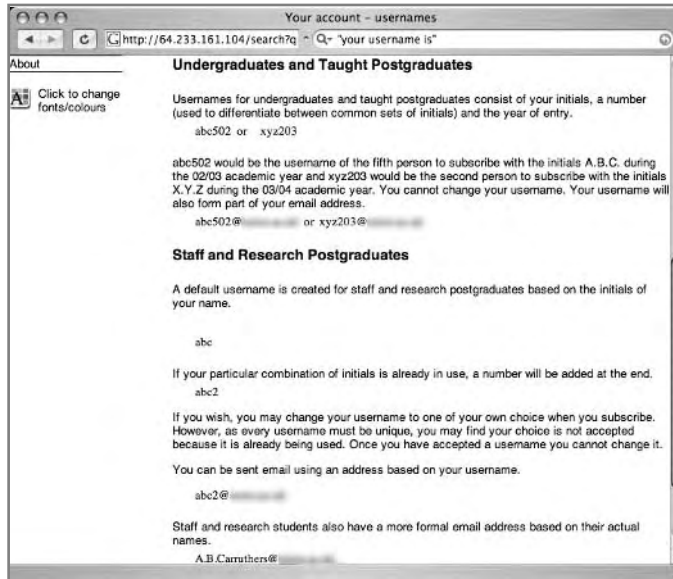 Your account – usernames
http://64.233.161.104/search?q
"your username is"
About
Click to change
fonts/colours
Undergraduates and Taught Postgraduates
Usernames for undergraduates and taught postgraduates consist of your initials, a number
(used to differentiate between common sets of initials) and the year of entry.
abc502 or xyz203
abc502 would be the username of the fifth person to subscribe with the initials A.B.C. during
the 02/03 academic year and xyz203 would be the second person to subscribe with the initials
X.Y.Z during the 03/04 academic year. You cannot change your username. Your username will
also form part of your email address.
abc502@ or xyz203@
Staff and Research Postgraduates
A default username is created for staff and research postgraduates based on the initials of
your name.
abc
If your particular combination of initials is already in use, a number will be added at the end.
abc2
If you wish, you may change your username to one of your own choice when you subscribe.
However, as every username must be unique, you may find your choice is not accepted
because it is already being used. Once you have accepted a username you cannot change it.
You can be sent email using an address based on your username.
abc2@
Staff and research students also have a more formal email address based on their actual
names.
A.B.Carruthers@